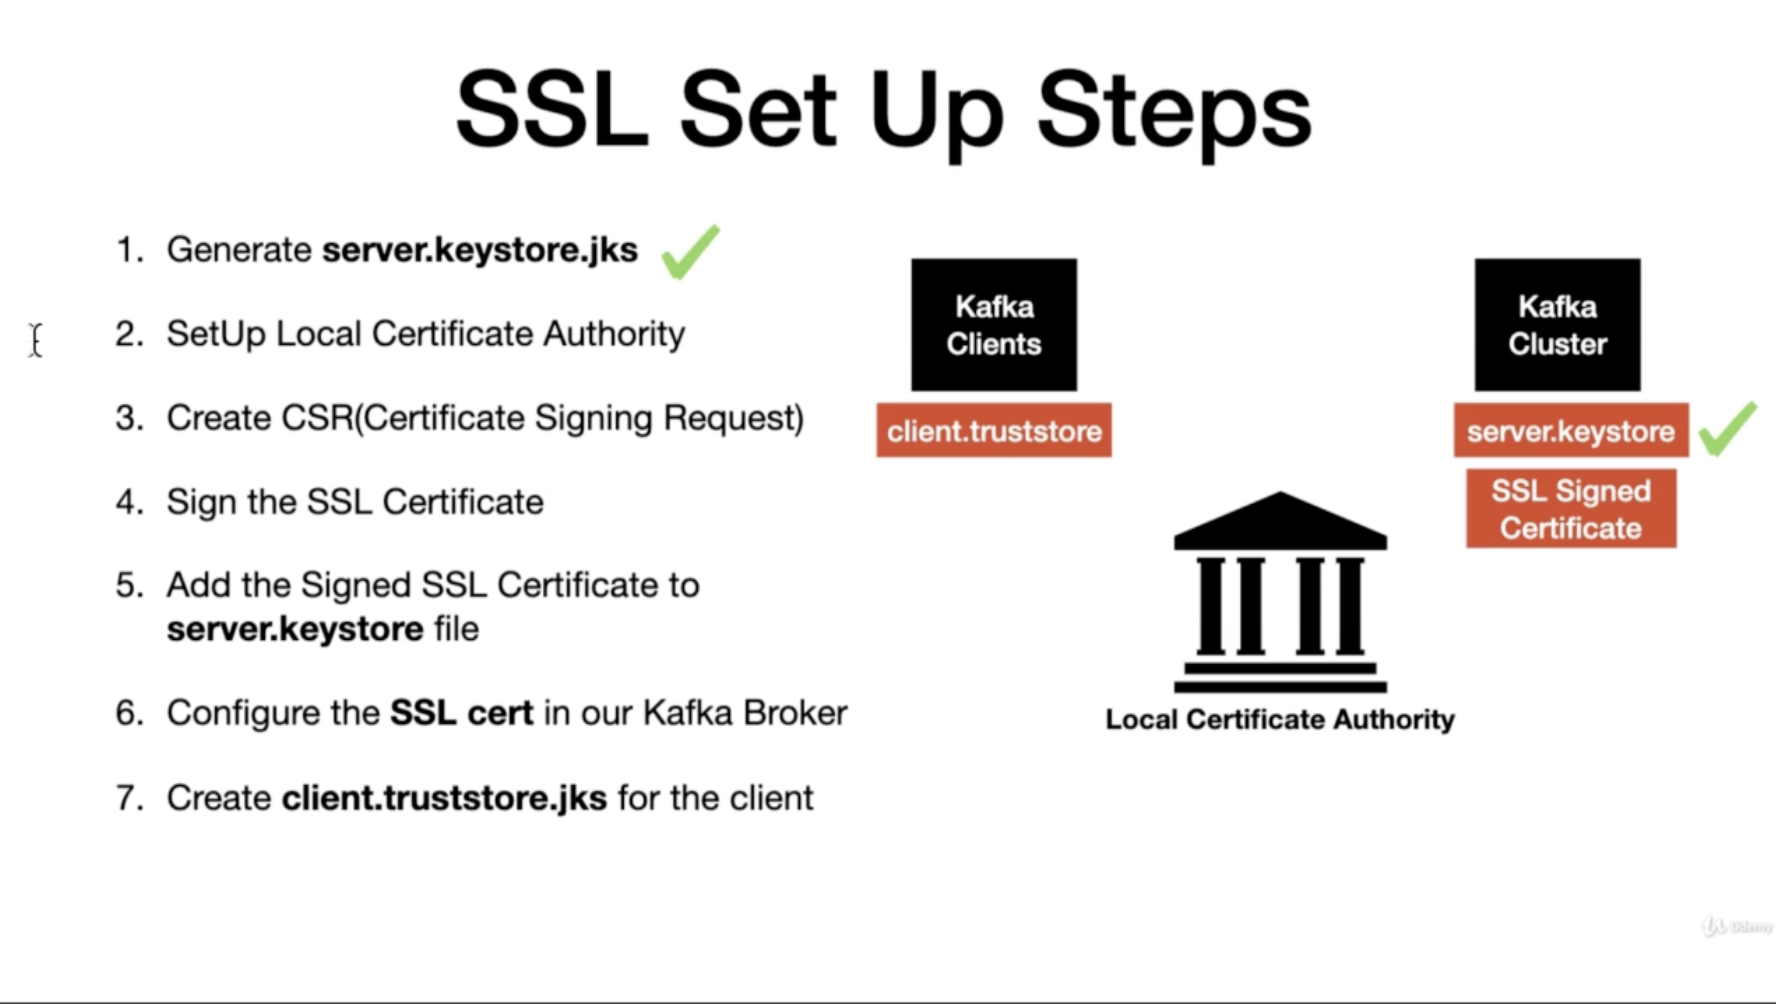 SSL Set Up Steps
1. Generate server.keystore.jks
2. SetUp Local Certificate Authority
3. Create CSR(Certificate Signing Request)
4. Sign the SSL Certificate
5. Add the Signed SSL Certificate to
server.keystore file
6. Configure the SSL cert in our Kafka Broker
7. Create client.truststore.jks for the client
Kafka
Clients
client.truststore
Kafka
Cluster
server.keystore
SSL Signed
Certificate
Local Certificate Authority
Udemy